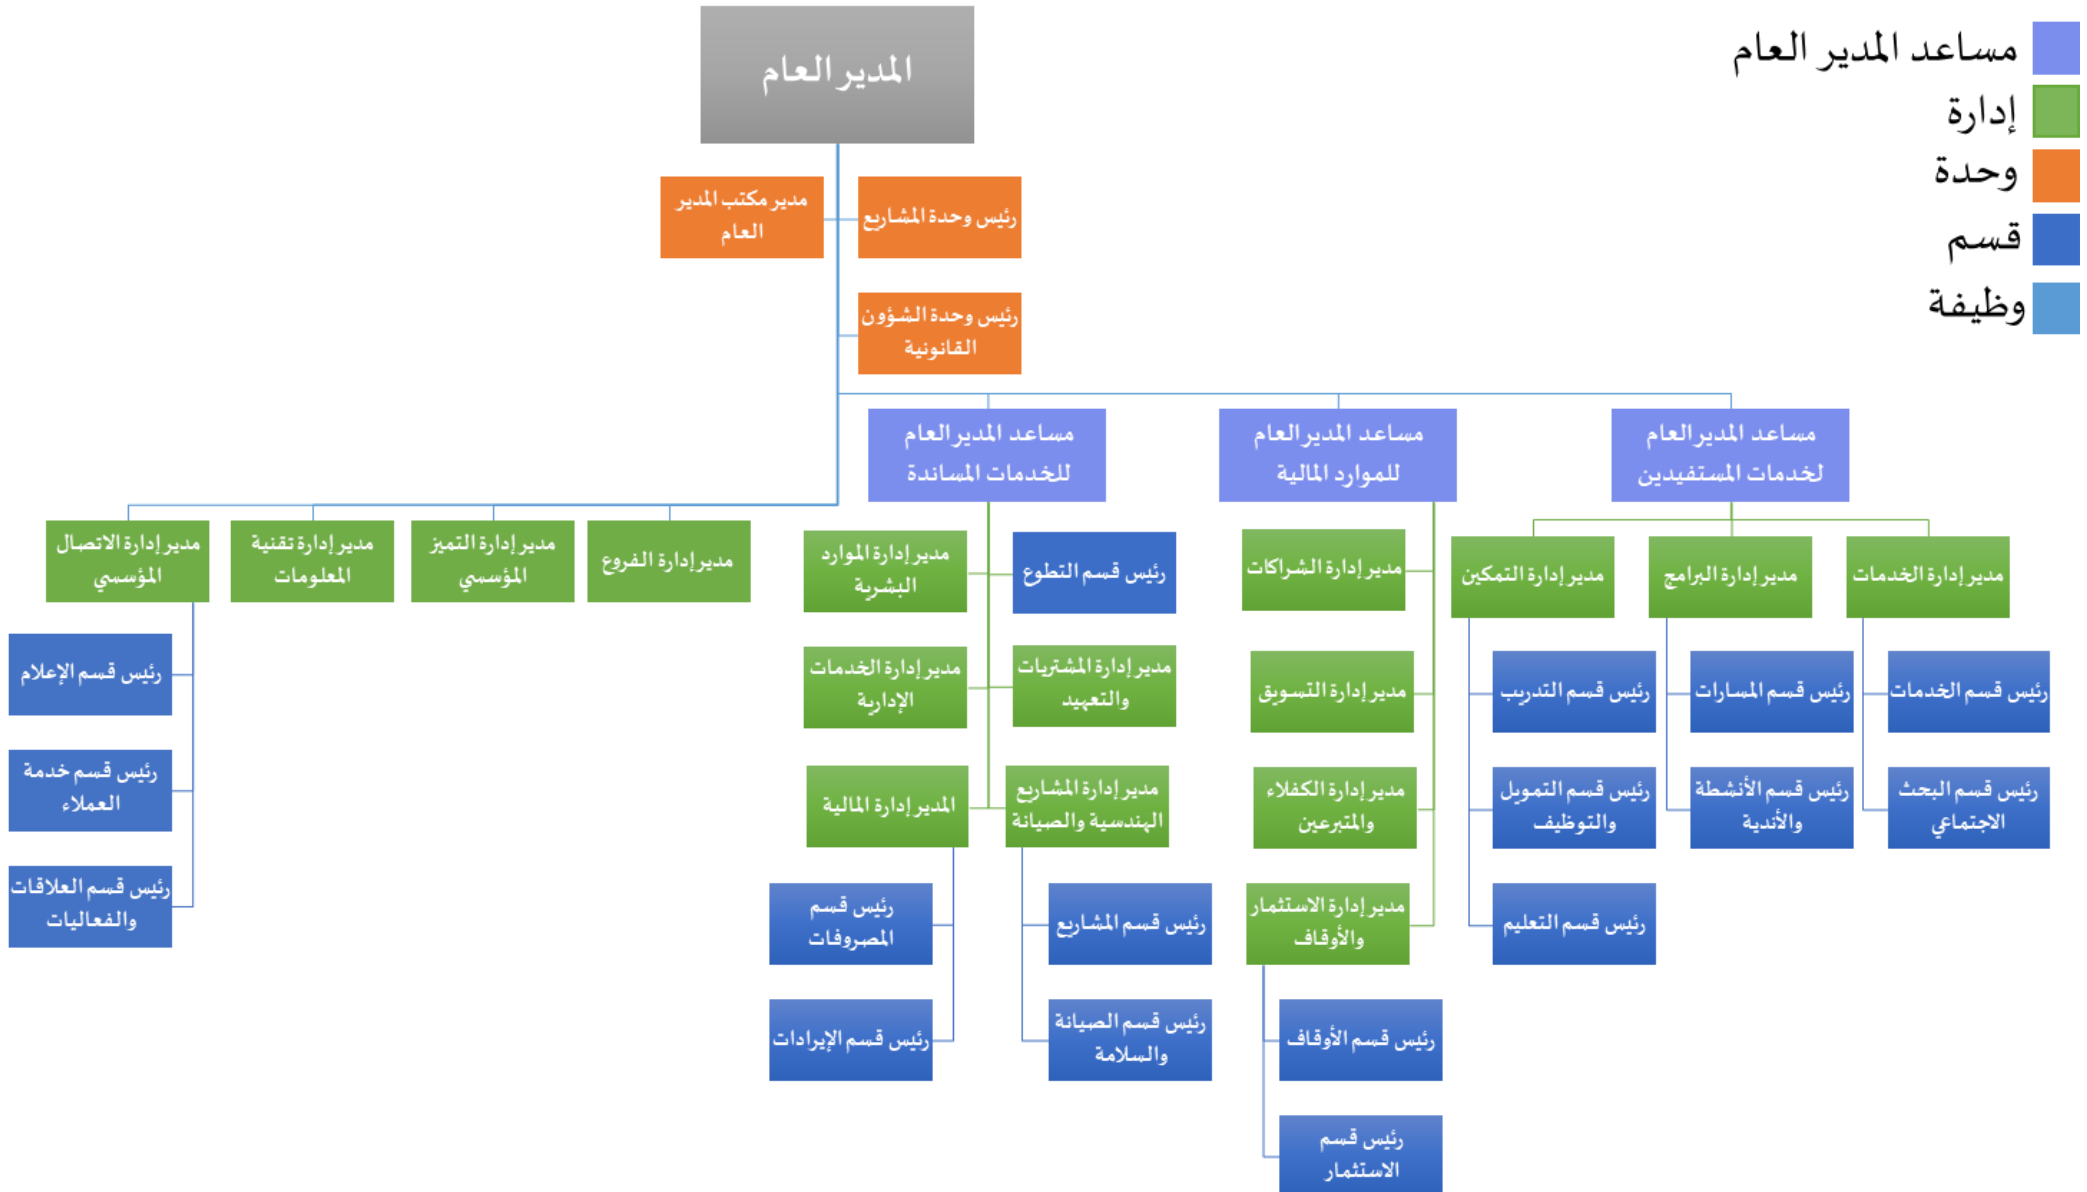 المدير العام
مساعد المدير العام
إدارة
وحدة
قسم
وظيفة
رئيس وحدة المشاريع
مدير مكتب المدير
العام
رئيس وحدة الشؤون
القانونية
مساعد المدير العام
لخدمات المستفيدين
مساعد المدير العام
للموارد المالية
مساعد المدير العام
للخدمات المساندة
مدير إدارة الخدمات
مدير إدارة البرامج
مدير إدارة التمكين
رئيس قسم الخدمات
رئيس قسم البحث
الاجتماعي
رئيس قسم المسارات
رئيس قسم الأنشطة
والأندية
رئيس قسم التدريب
رئيس قسم التمويل
والتوظيف
رئيس قسم التعليم
مدير إدارة الشراكات
مدير إدارة التسويق
مدير إدارة الكفلاء
والمتبرعين
مدير إدارة الاستثمار
والأوقاف
رئيس قسم الأوقاف
رئيس قسم
الاستثمار
رئيس قسم التطوع
مدير إدارة الموارد
البشرية
مدير إدارة المشتريات
والتعهيد
مدير إدارة الخدمات
الإدارية
مدير إدارة المشاريع
الهندسية والصيانة
المدير إدارة المالية
رئيس قسم المشاريع
رئيس قسم الصيانة
والسلامة
رئيس قسم
المصروفات
رئيس قسم الإيرادات
مدير إدارة الفروع
مدير إدارة التميز
المؤسسي
مدير إدارة تقنية
المعلومات
مدير إدارة الاتصال
المؤسسي
رئيس قسم الإعلام
رئيس قسم خدمة
العملاء
رئيس قسم العلاقات
والفعاليات